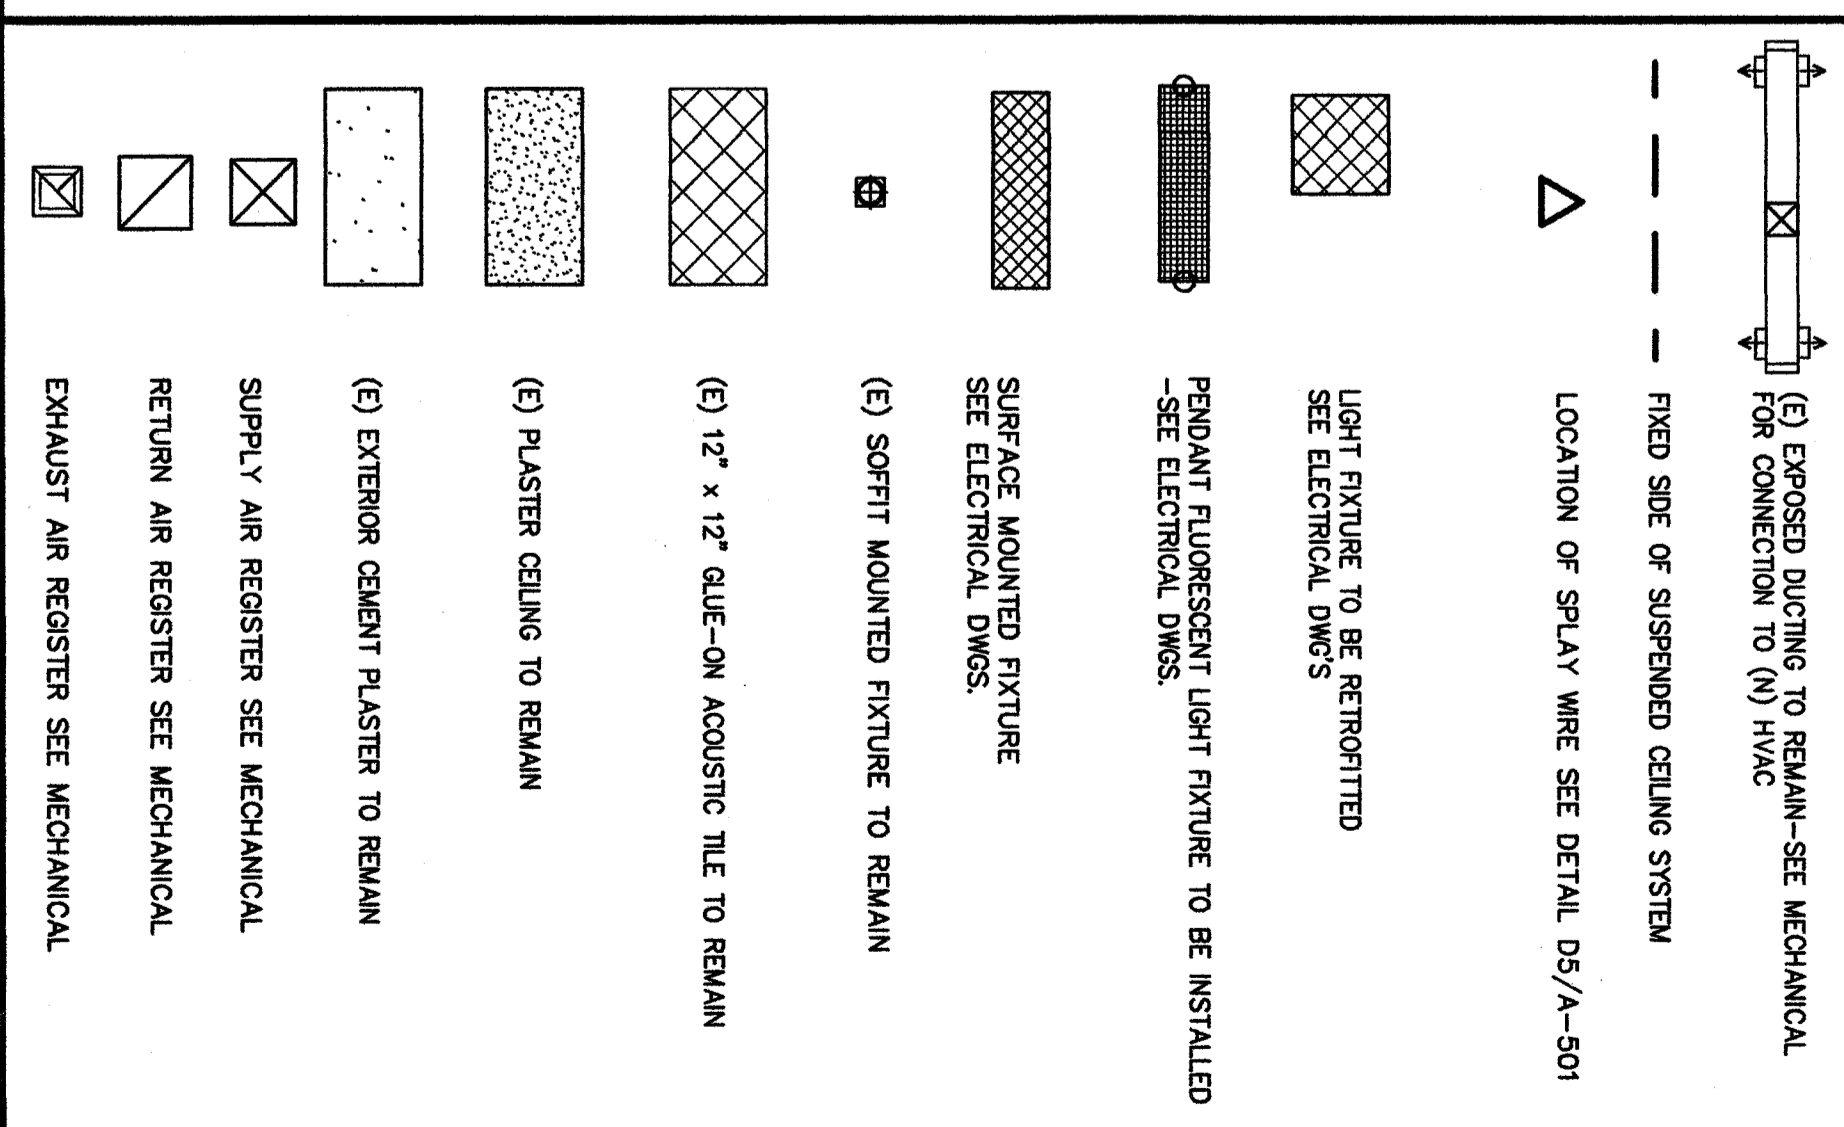 (E) EXPOSED DUCTING TO REMAIN-SEE MECHANICAL
FOR CONNECTION TO (N) HVAC
FIXED SIDE OF SUSPENDED CEILING SYSTEM
LOCATION OF SPLAY WIRE SEE DETAIL D5/A-501
LIGHT FIXTURE TO BE RETROFITTED
SEE ELECTRICAL DWG'S
PENDANT FLUORESCENT LIGHT FIXTURE TO BE INSTALLED
-SEE ELECTRICAL DWGS.
SURFACE MOUNTED FIXTURE
SEE ELECTRICAL DWGS.
(E) SOFFIT MOUNTED FIXTURE TO REMAIN
(E) 12" x 12" GLUE-ON ACOUSTIC TILE TO REMAIN
(E) PLASTER CEILING TO REMAIN
(E) EXTERIOR CEMENT PLASTER TO REMAIN
SUPPLY AIR REGISTER SEE MECHANICAL
RETURN AIR REGISTER SEE MECHANICAL
EXHAUST AIR REGISTER SEE MECHANICAL